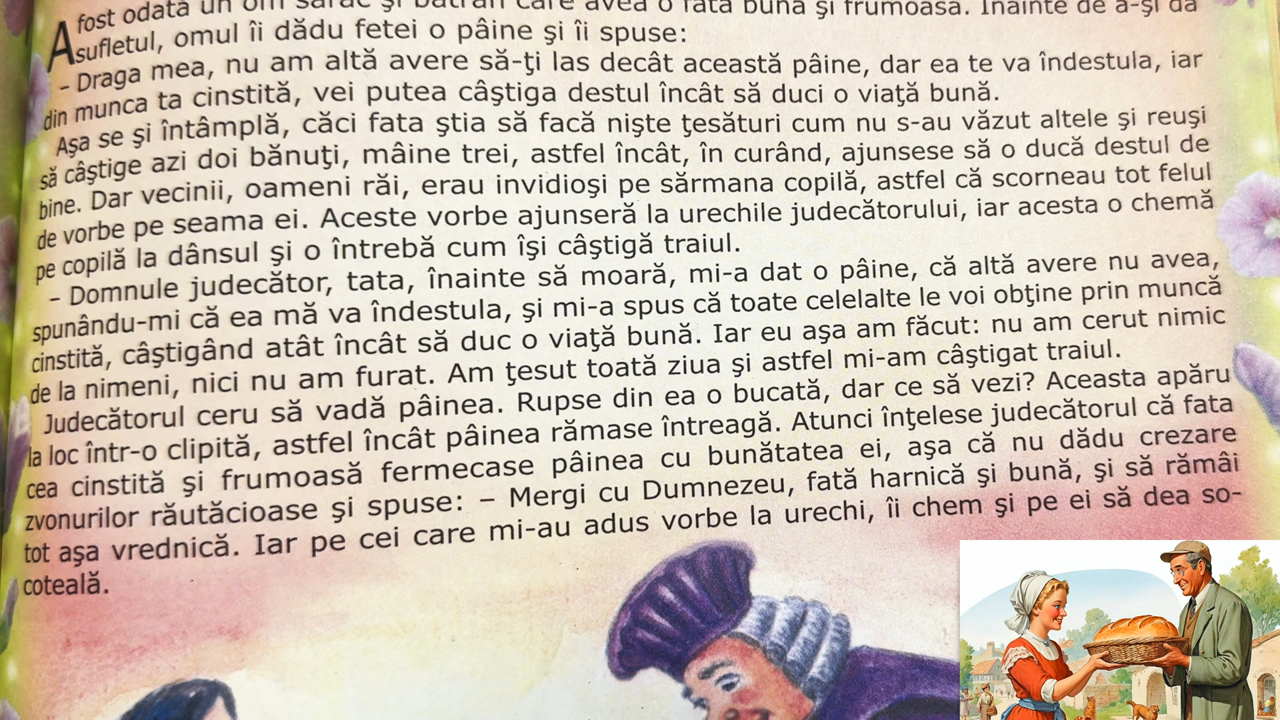 A fost odată un om sărac şi bătrân care avea o fată bună şi frumoasă. Înainte de a-şi da
sufletul, omul îi dădu fetei o pâine şi îi spuse:
– Draga mea, nu am altă avere să-ţi las decât această pâine, dar ea te va îndestula, iar
din munca ta cinstită, vei putea câştiga destul încât să duci o viaţă bună.
Aşa se şi întâmplă, căci fata ştia să facă nişte ţesături cum nu s-au văzut altele şi reuşi
să câştige azi doi bănuţi, mâine trei, astfel încât, în curând, ajunsese să o ducă destul de
bine. Dar vecinii, oameni răi, erau invidioşi pe sărmana copilă, astfel că scorneau tot felul
de vorbe pe seama ei. Aceste vorbe ajunseră la urechile judecătorului, iar acesta o chemă
pe copilă la dânsul şi o întrebă cum îşi câştigă traiul.
– Domnule judecător, tata, înainte să moară, mi-a dat o pâine, că altă avere nu avea,
spunându-mi că ea mă va îndestula, şi mi-a spus că toate celelalte le voi obţine prin muncă
cinstită, câştigând atât încât să duc o viaţă bună. Iar eu aşa am făcut: nu am cerut nimic
de la nimeni, nici nu am furat. Am ţesut toată ziua şi astfel mi-am câştigat traiul.
Judecătorul ceru să vadă pâinea. Rupse din ea o bucată, dar ce să vezi? Aceasta apăru
la loc într-o clipită, astfel încât pâinea rămase întreagă. Atunci înţelese judecătorul că fata
cea cinstită şi frumoasă fermecase pâinea cu bunătatea ei, aşa că nu dădu crezare
zvonurilor răutăcioase şi spuse: – Mergi cu Dumnezeu, fată harnică şi bună, şi să rămâi
tot aşa vrednică. Iar pe cei care mi-au adus vorbe la urechi, îi chem şi pe ei să dea so-
coteală.